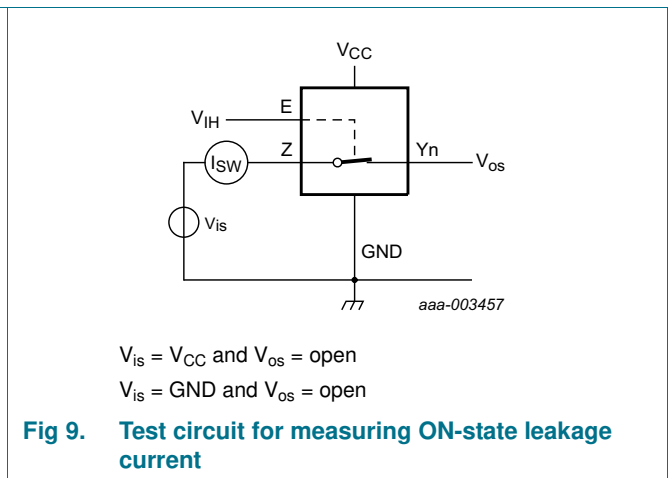 VCC
E
VIH
ISW
Z
Yn
Vos
Vis
GND
aaa-003457
Vis = VCC and Vos = open
Vis = GND and Vos = open
Fig 9. Test circuit for measuring ON-state leakage
current